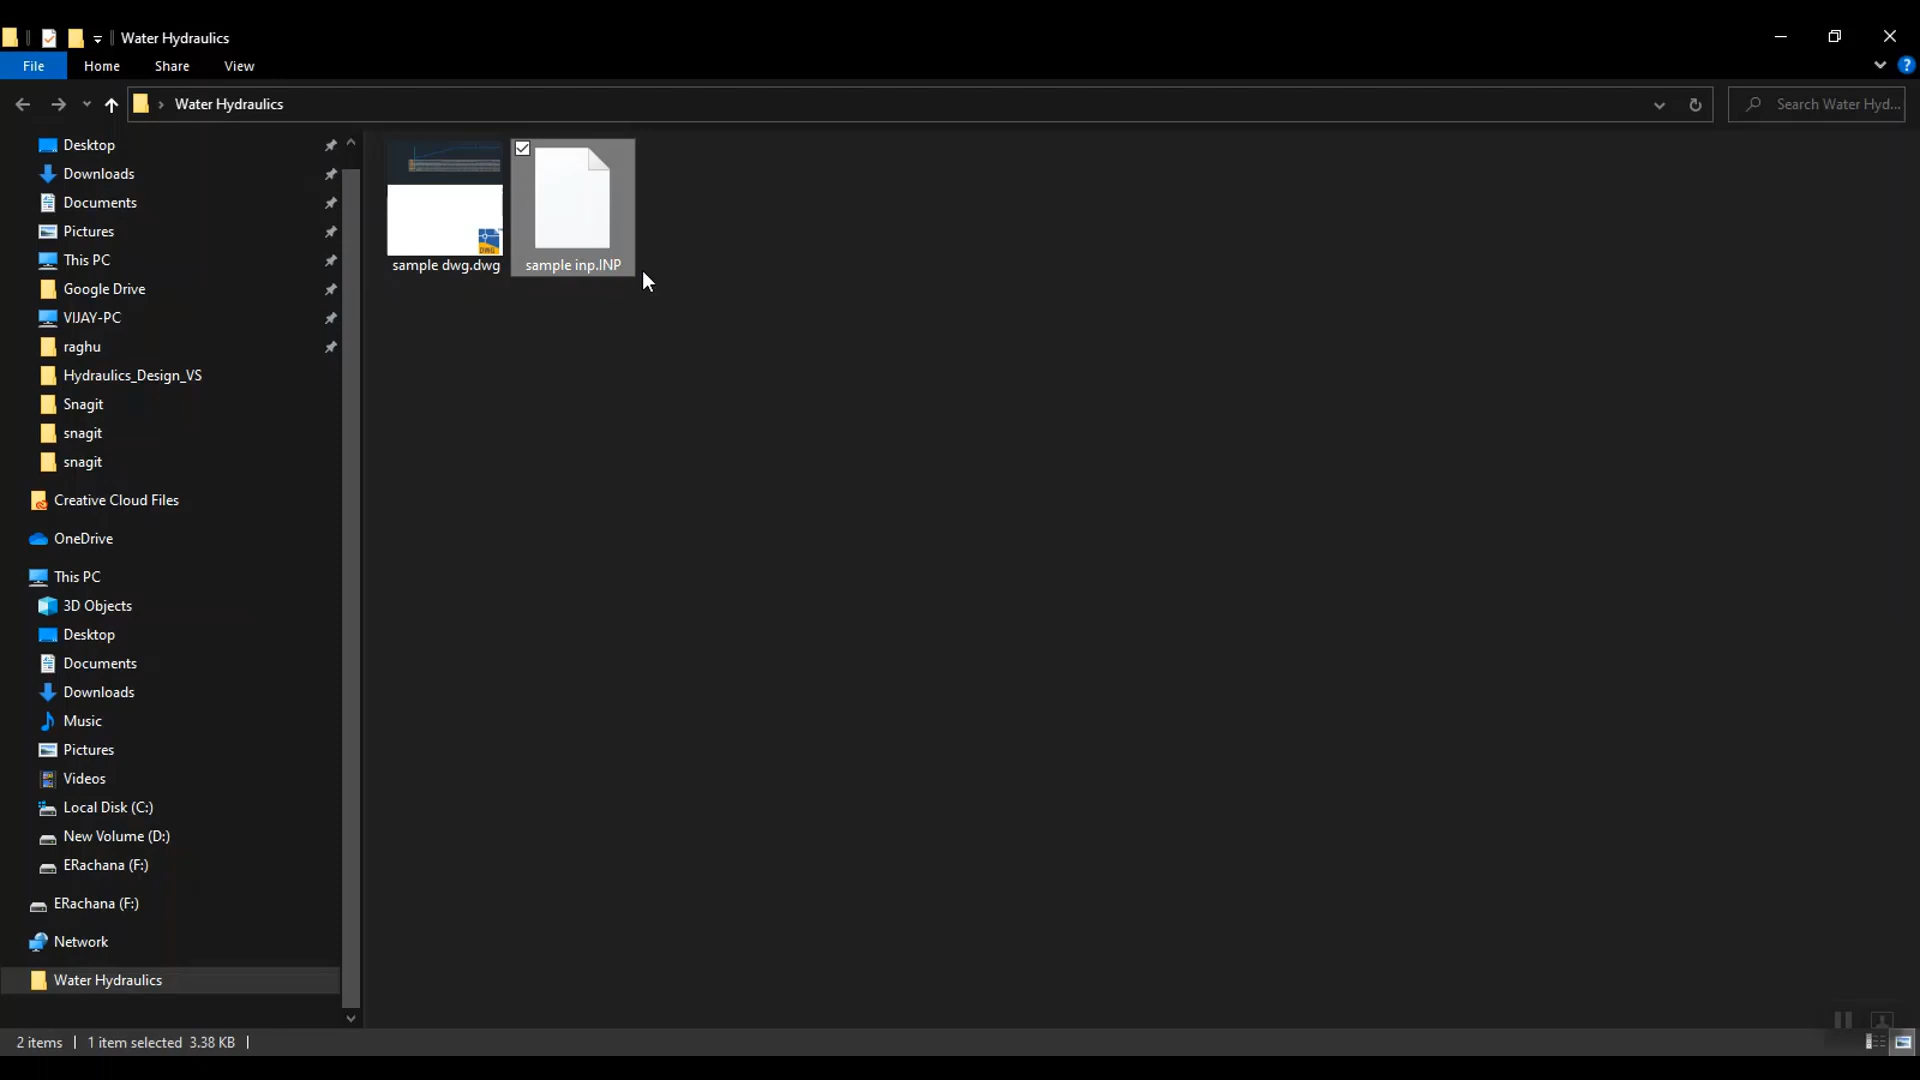 Water Hydraulics
File Home Share View
Water Hydraulics
Search Water Hyd...
Desktop
Downloads
Documents
Pictures
This PC
Google Drive
VIJAY-PC
raghu
Hydraulics_Design_VS
Snagit
snagit
snagit
Creative Cloud Files
OneDrive
This PC
3D Objects
Desktop
Documents
Downloads
Music
Pictures
Videos
Local Disk (C:)
New Volume (D:)
ERachana (F:)
ERachana (F:)
Network
Water Hydraulics
DWG
sample dwg.dwg
sample inp.INP
2 items 1 item selected 3.38 KB